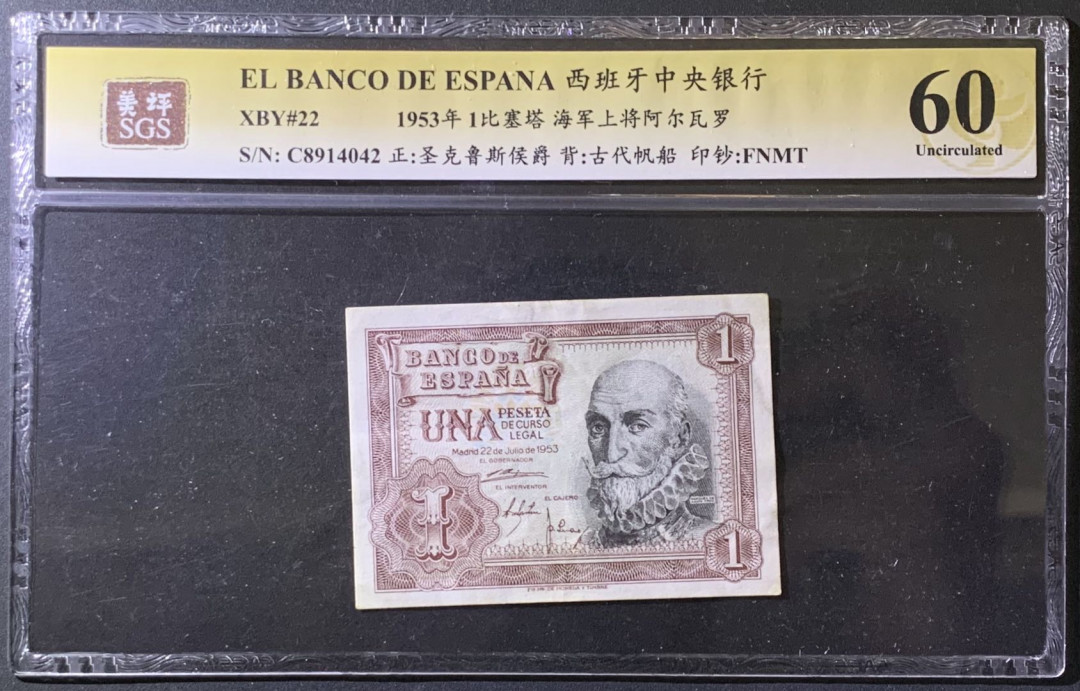 美坪
SGS
EL BANCO DE ESPANA 西班牙中央银行
XBY#22 1953年 1比塞塔 海军上将阿尔瓦罗
S/N: C8914042 正:圣克鲁斯侯爵 背:古代帆船 印钞:FNMT
60
Uncirculated
BANCO DE
ESPAÑA
UNA PESETA
DE CURSO
LEGAL
Madrid 22 de Julio de 1953
EL GOBERNADOR
EL INTERVENTOR
EL CAJERO
1
1
1